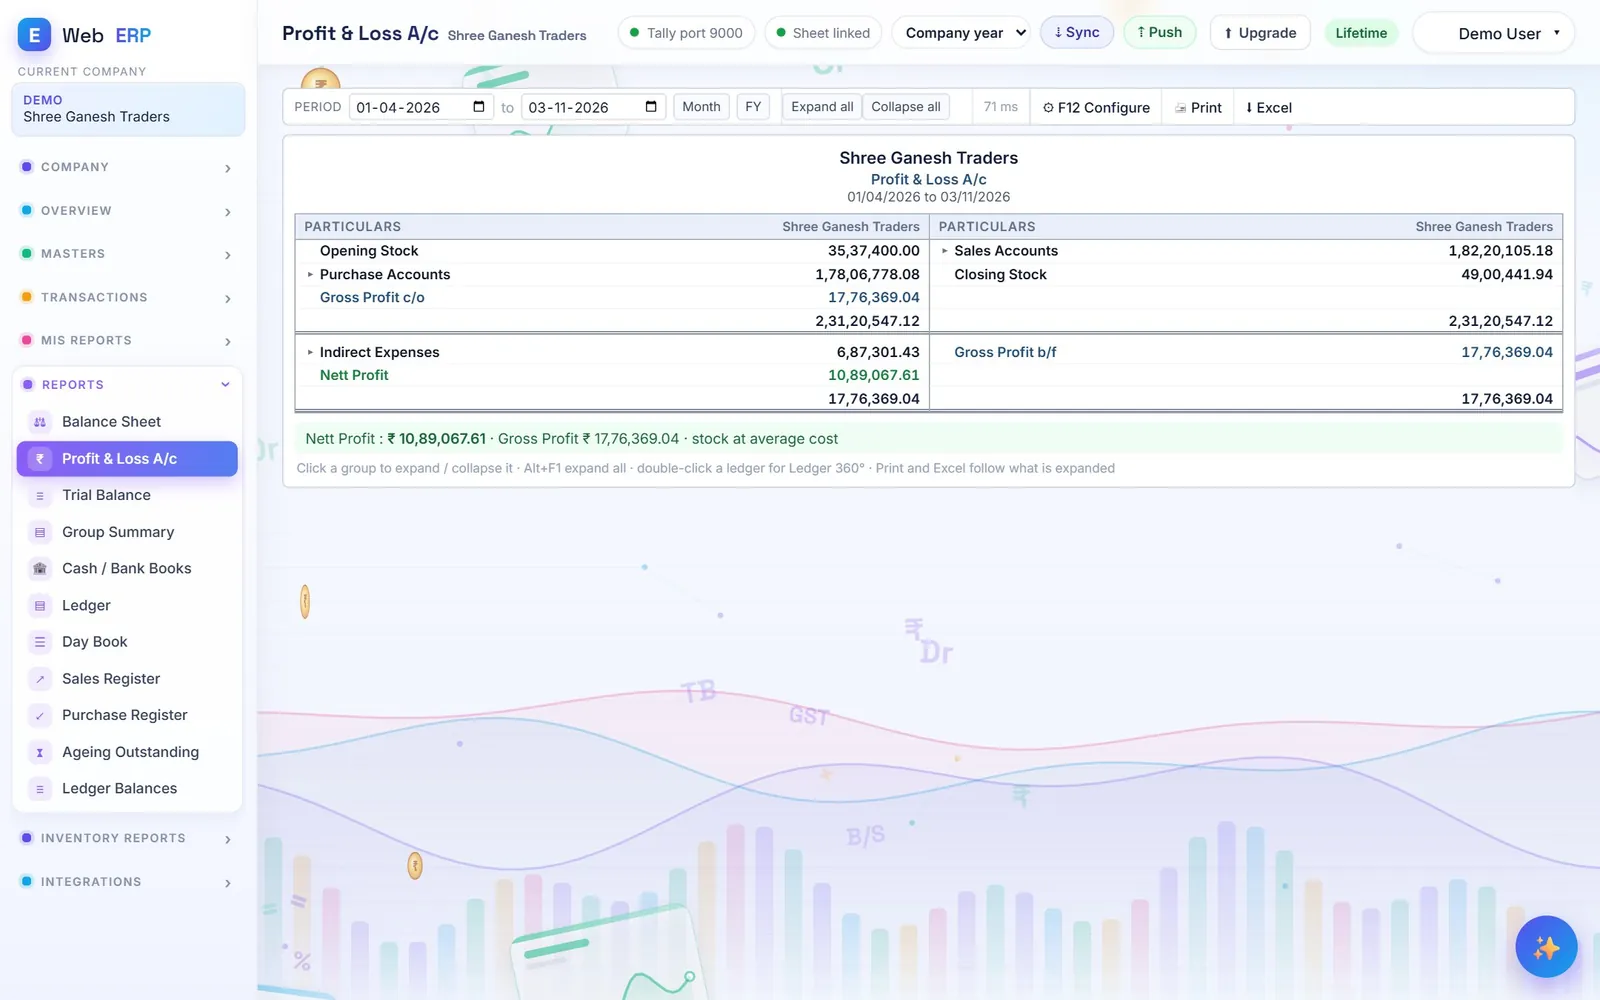 E Web ERP
CURRENT COMPANY
DEMO
Shree Ganesh Traders
COMPANY
OVERVIEW
MASTERS
TRANSACTIONS
MIS REPORTS
REPORTS
Balance Sheet
₹ Profit & Loss A/c
Trial Balance
Group Summary
Cash / Bank Books
Ledger
Day Book
Sales Register
Purchase Register
Ageing Outstanding
Ledger Balances
INVENTORY REPORTS
INTEGRATIONS
Profit & Loss A/c Shree Ganesh Traders Tally port 9000 Sheet linked Company year ↓ Sync ↑ Push ⬆ Upgrade Lifetime Demo User
PERIOD 01-04-2026 to 03-11-2026 Month FY Expand all Collapse all 71 ms F12 Configure Print ⬇ Excel
Shree Ganesh Traders
Profit & Loss A/c
01/04/2026 to 03/11/2026
PARTICULARS Shree Ganesh Traders PARTICULARS Shree Ganesh Traders
Opening Stock 35,37,400.00 Sales Accounts 1,82,20,105.18
Purchase Accounts 1,78,06,778.08 Closing Stock 49,00,441.94
Gross Profit c/o 17,76,369.04
2,31,20,547.12 2,31,20,547.12
Indirect Expenses 6,87,301.43 Gross Profit b/f 17,76,369.04
Nett Profit 10,89,067.61
17,76,369.04 17,76,369.04
Nett Profit : ₹ 10,89,067.61 · Gross Profit ₹ 17,76,369.04 · stock at average cost
Click a group to expand / collapse it · Alt+F1 expand all · double-click a ledger for Ledger 360° · Print and Excel follow what is expanded
₹
Dr
TB
GST
₹
B/S
%